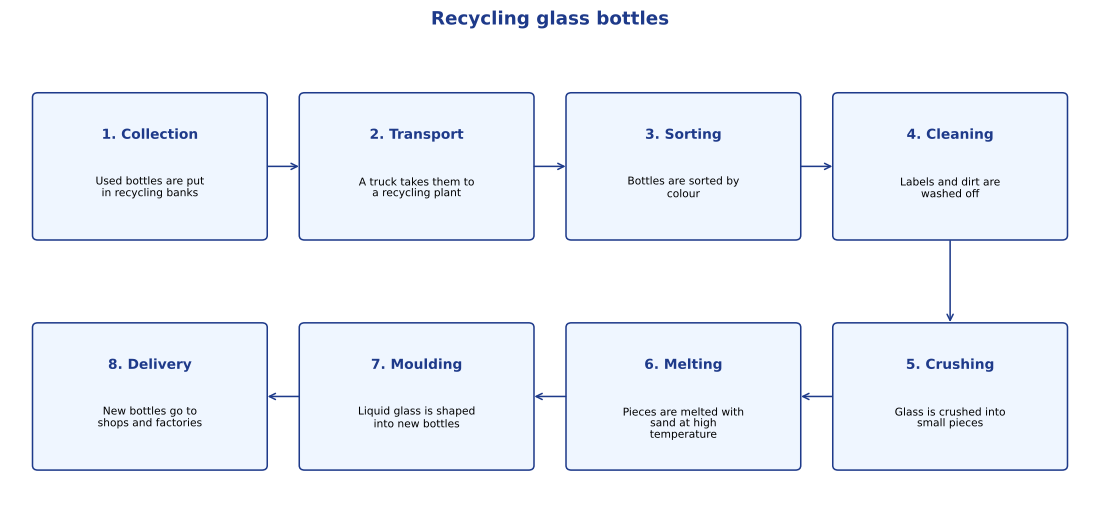 Recycling glass bottles
1. Collection
Used bottles are put
in recycling banks
2. Transport
A truck takes them to
a recycling plant
3. Sorting
Bottles are sorted by
colour
4. Cleaning
Labels and dirt are
washed off
5. Crushing
Glass is crushed into
small pieces
6. Melting
Pieces are melted with
sand at high
temperature
7. Moulding
Liquid glass is shaped
into new bottles
8. Delivery
New bottles go to
shops and factories